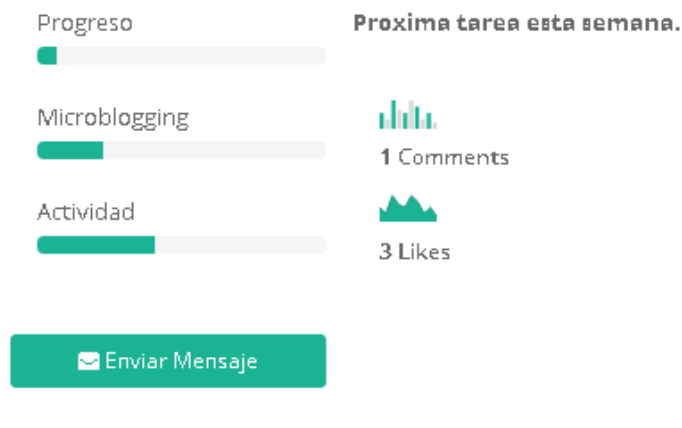 Progreso
Proxima tarea esta semana.
Microblogging
1 Comments
Actividad
3 Likes
Enviar Mensaje